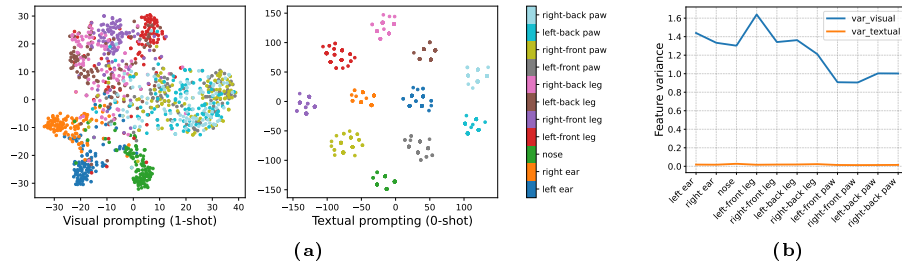 30
20
10
0
−10
−20
−30
−30 −20 −10 0 10 20 30 40
Visual prompting (1-shot)
150
100
50
0
−50
−100
−150
−140 −100 −50 0 50 100
Textual prompting (0-shot)
right-back paw
left-back paw
right-front paw
left-front paw
right-back leg
left-back leg
right-front leg
left-front leg
nose
right ear
left ear
(a)
var_visual
var_textual
Feature variance
1.6
1.4
1.2
1.0
0.8
0.6
0.4
0.2
0.0
left ear
right ear
nose
left-front leg
right-front leg
left-back leg
right-back leg
left-front paw
right-front paw
left-back paw
right-back paw
(b)